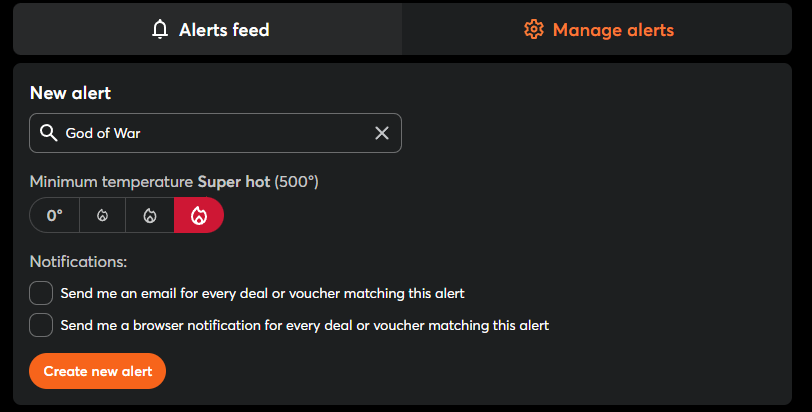 Alerts feed
Manage alerts
New alert
God of War
Minimum temperature Super hot (500°)
0°
Notifications:
Send me an email for every deal or voucher matching this alert
Send me a browser notification for every deal or voucher matching this alert
Create new alert